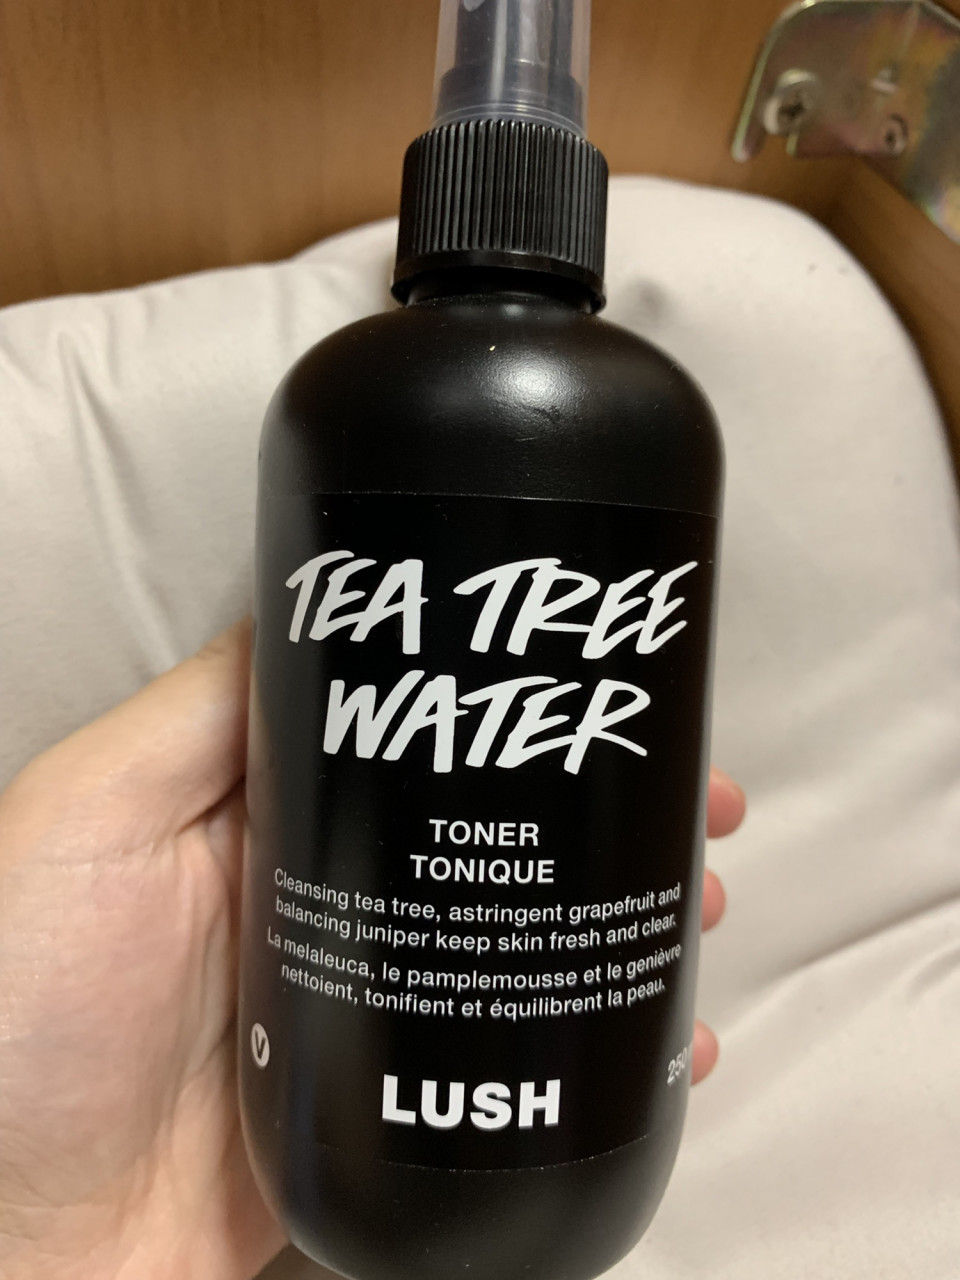 TEA TREE
WATER
TONER
TONIQUE
Cleansing tea tree, astringent grapefruit and
balancing juniper keep skin fresh and clear.
La melaleuca, le pamplemousse et le genièvre
nettoient, tonifient et équilibrent la peau.
V
250
LUSH